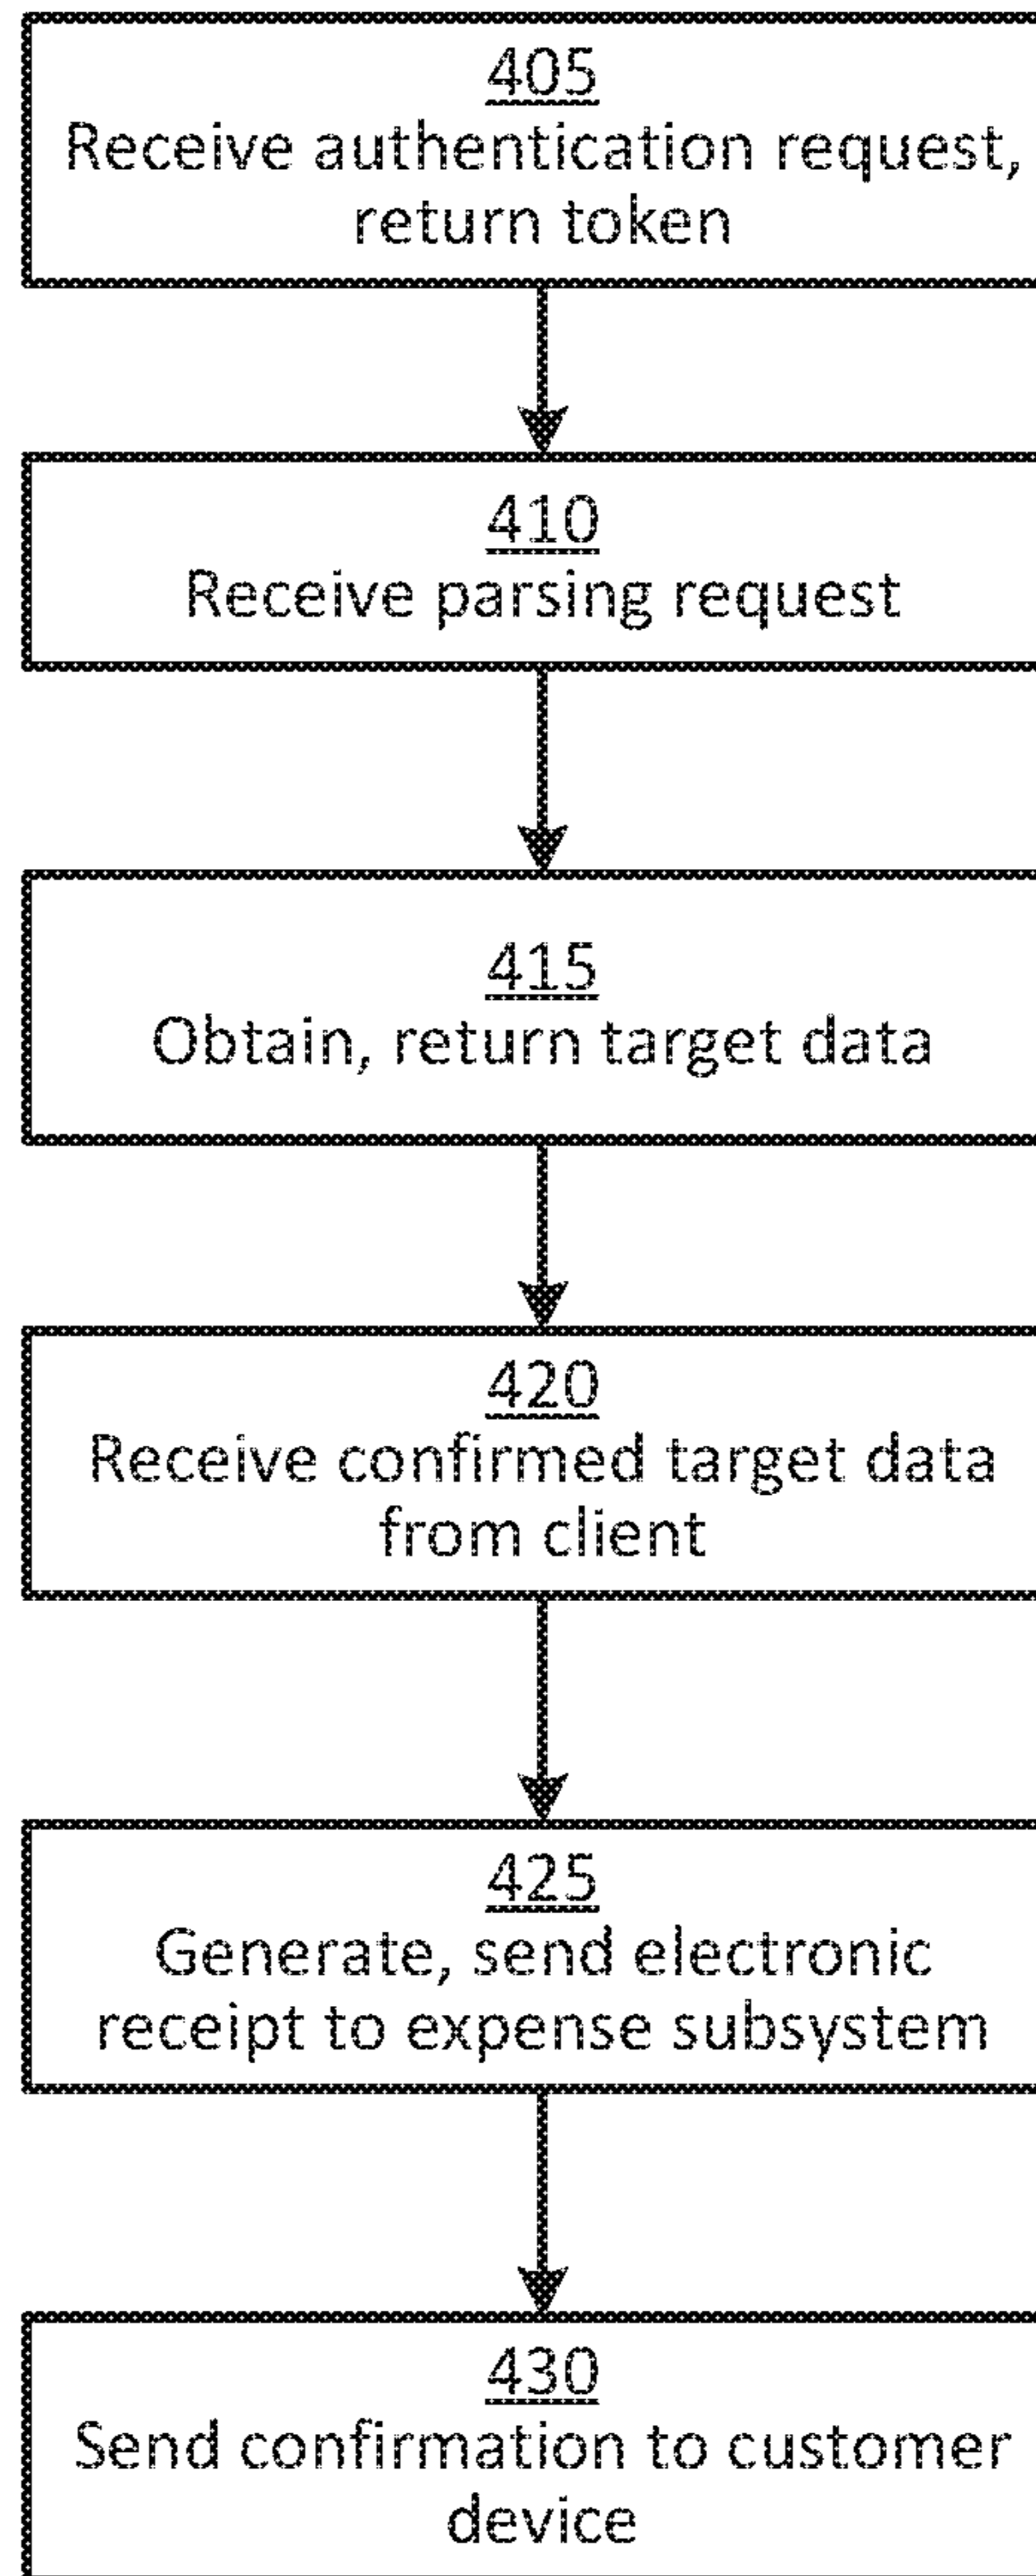 405
Receive authentication request,
return token
410
Receive parsing request
415
Obtain, return target data
420
Receive confirmed target data
from client
425
Generate, send electronic
receipt to expense subsystem
430
Send confirmation to customer
device